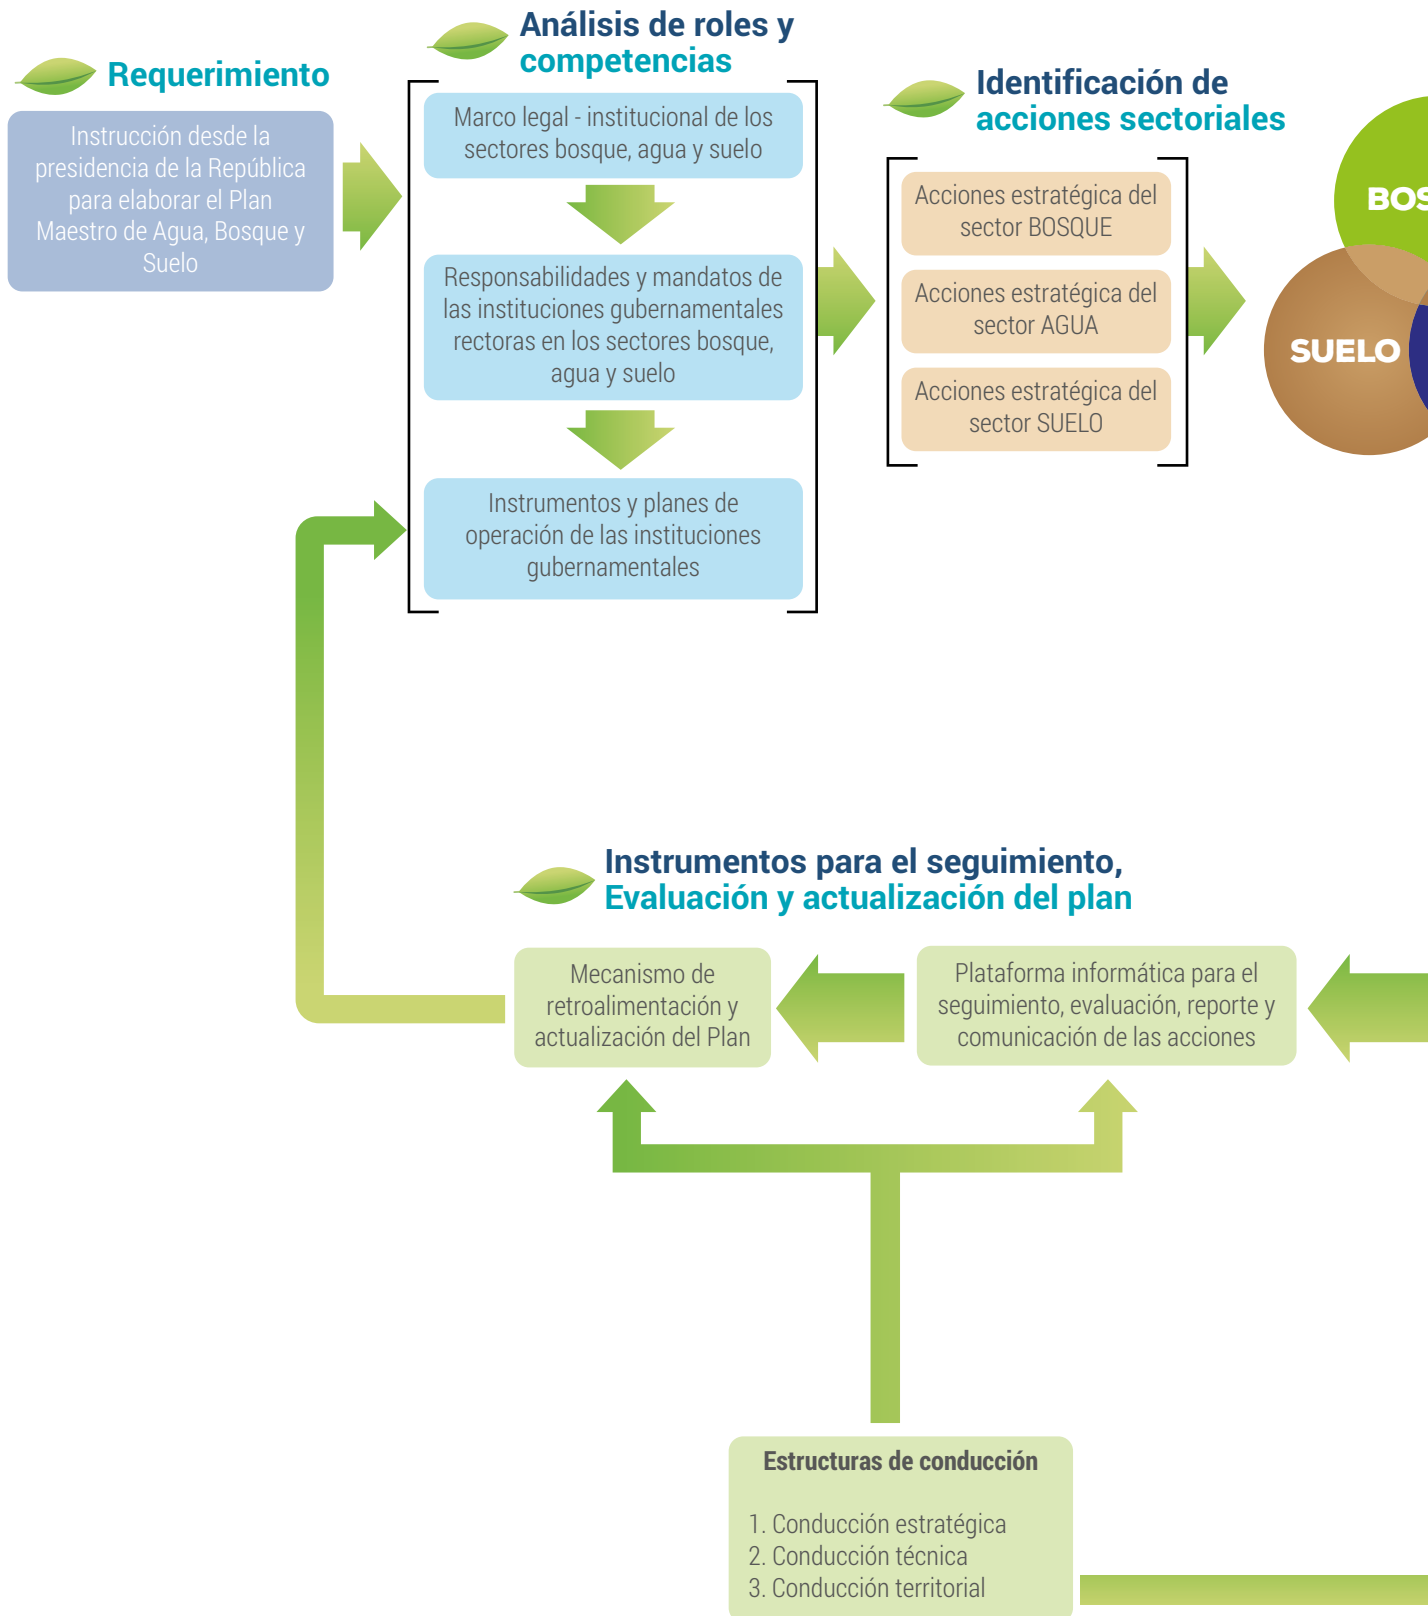 Requerimiento
Instrucción desde la
presidencia de la República
para elaborar el Plan
Maestro de Agua, Bosque y
Suelo
Análisis de roles y
competencias
Marco legal - institucional de los
sectores bosque, agua y suelo
Responsabilidades y mandatos de
las instituciones gubernamentales
rectoras en los sectores bosque,
agua y suelo
Instrumentos y planes de
operación de las instituciones
gubernamentales
Identificación de
acciones sectoriales
Acciones estratégica del
sector BOSQUE
Acciones estratégica del
sector AGUA
Acciones estratégica del
sector SUELO
BOS
SUELO
Instrumentos para el seguimiento,
Evaluación y actualización del plan
Mecanismo de
retroalimentación y
actualización del Plan
Plataforma informática para el
seguimiento, evaluación, reporte y
comunicación de las acciones
Estructuras de conducción
1. Conducción estratégica
2. Conducción técnica
3. Conducción territorial